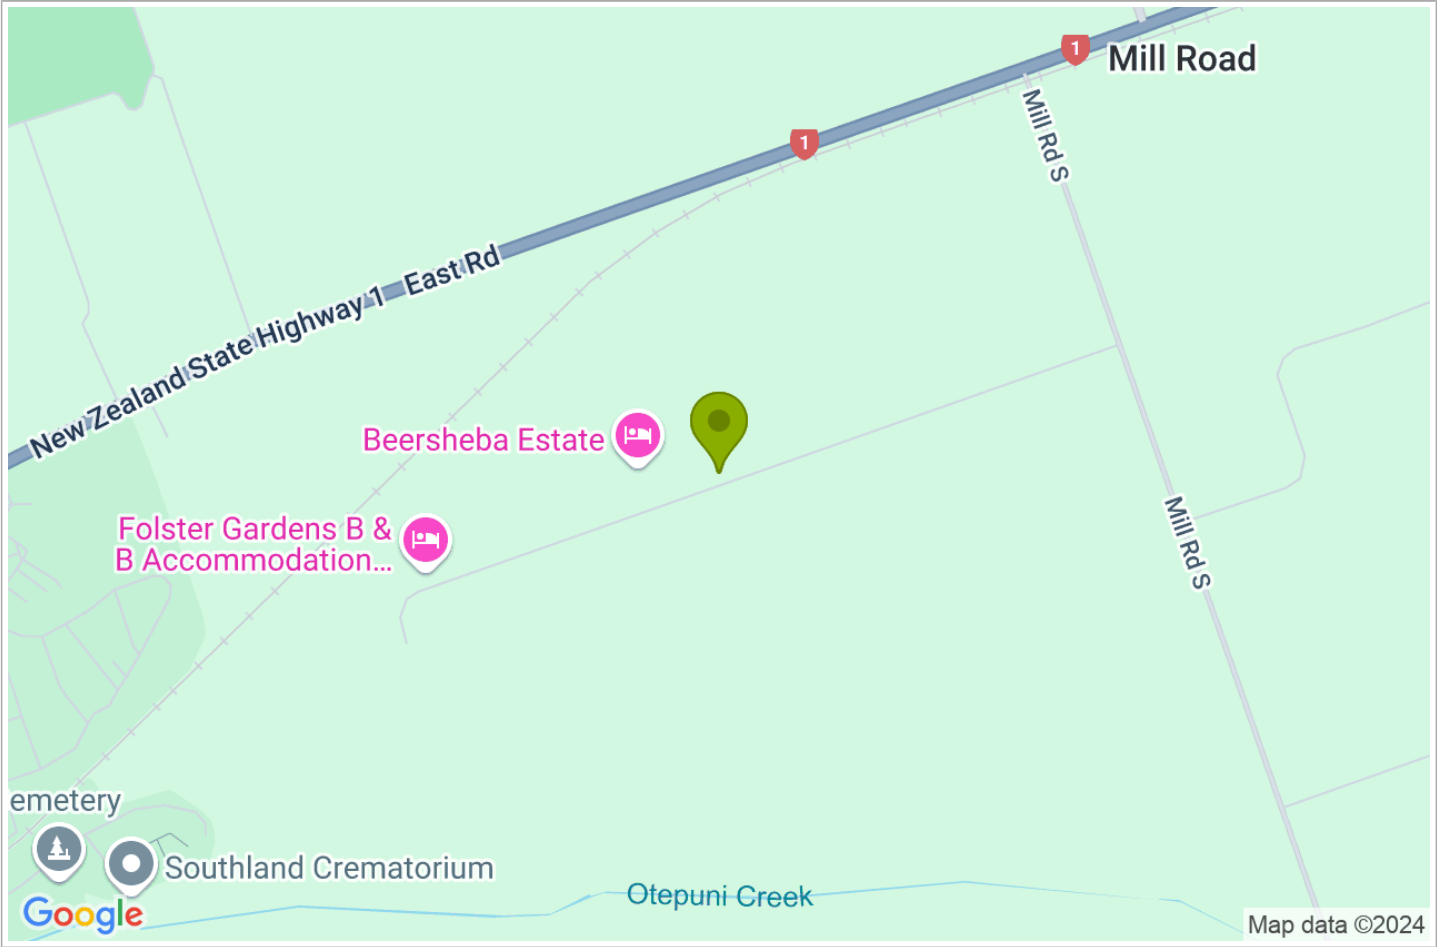 1
Mill Road
1
Mill Rd S
New Zealand State Highway 1
East Rd
Beersheba Estate
Folster Gardens B &
B Accommodation...
Mill Rd S
emetery
Southland Crematorium
Otepuni Creek
Google
Map data ©2024